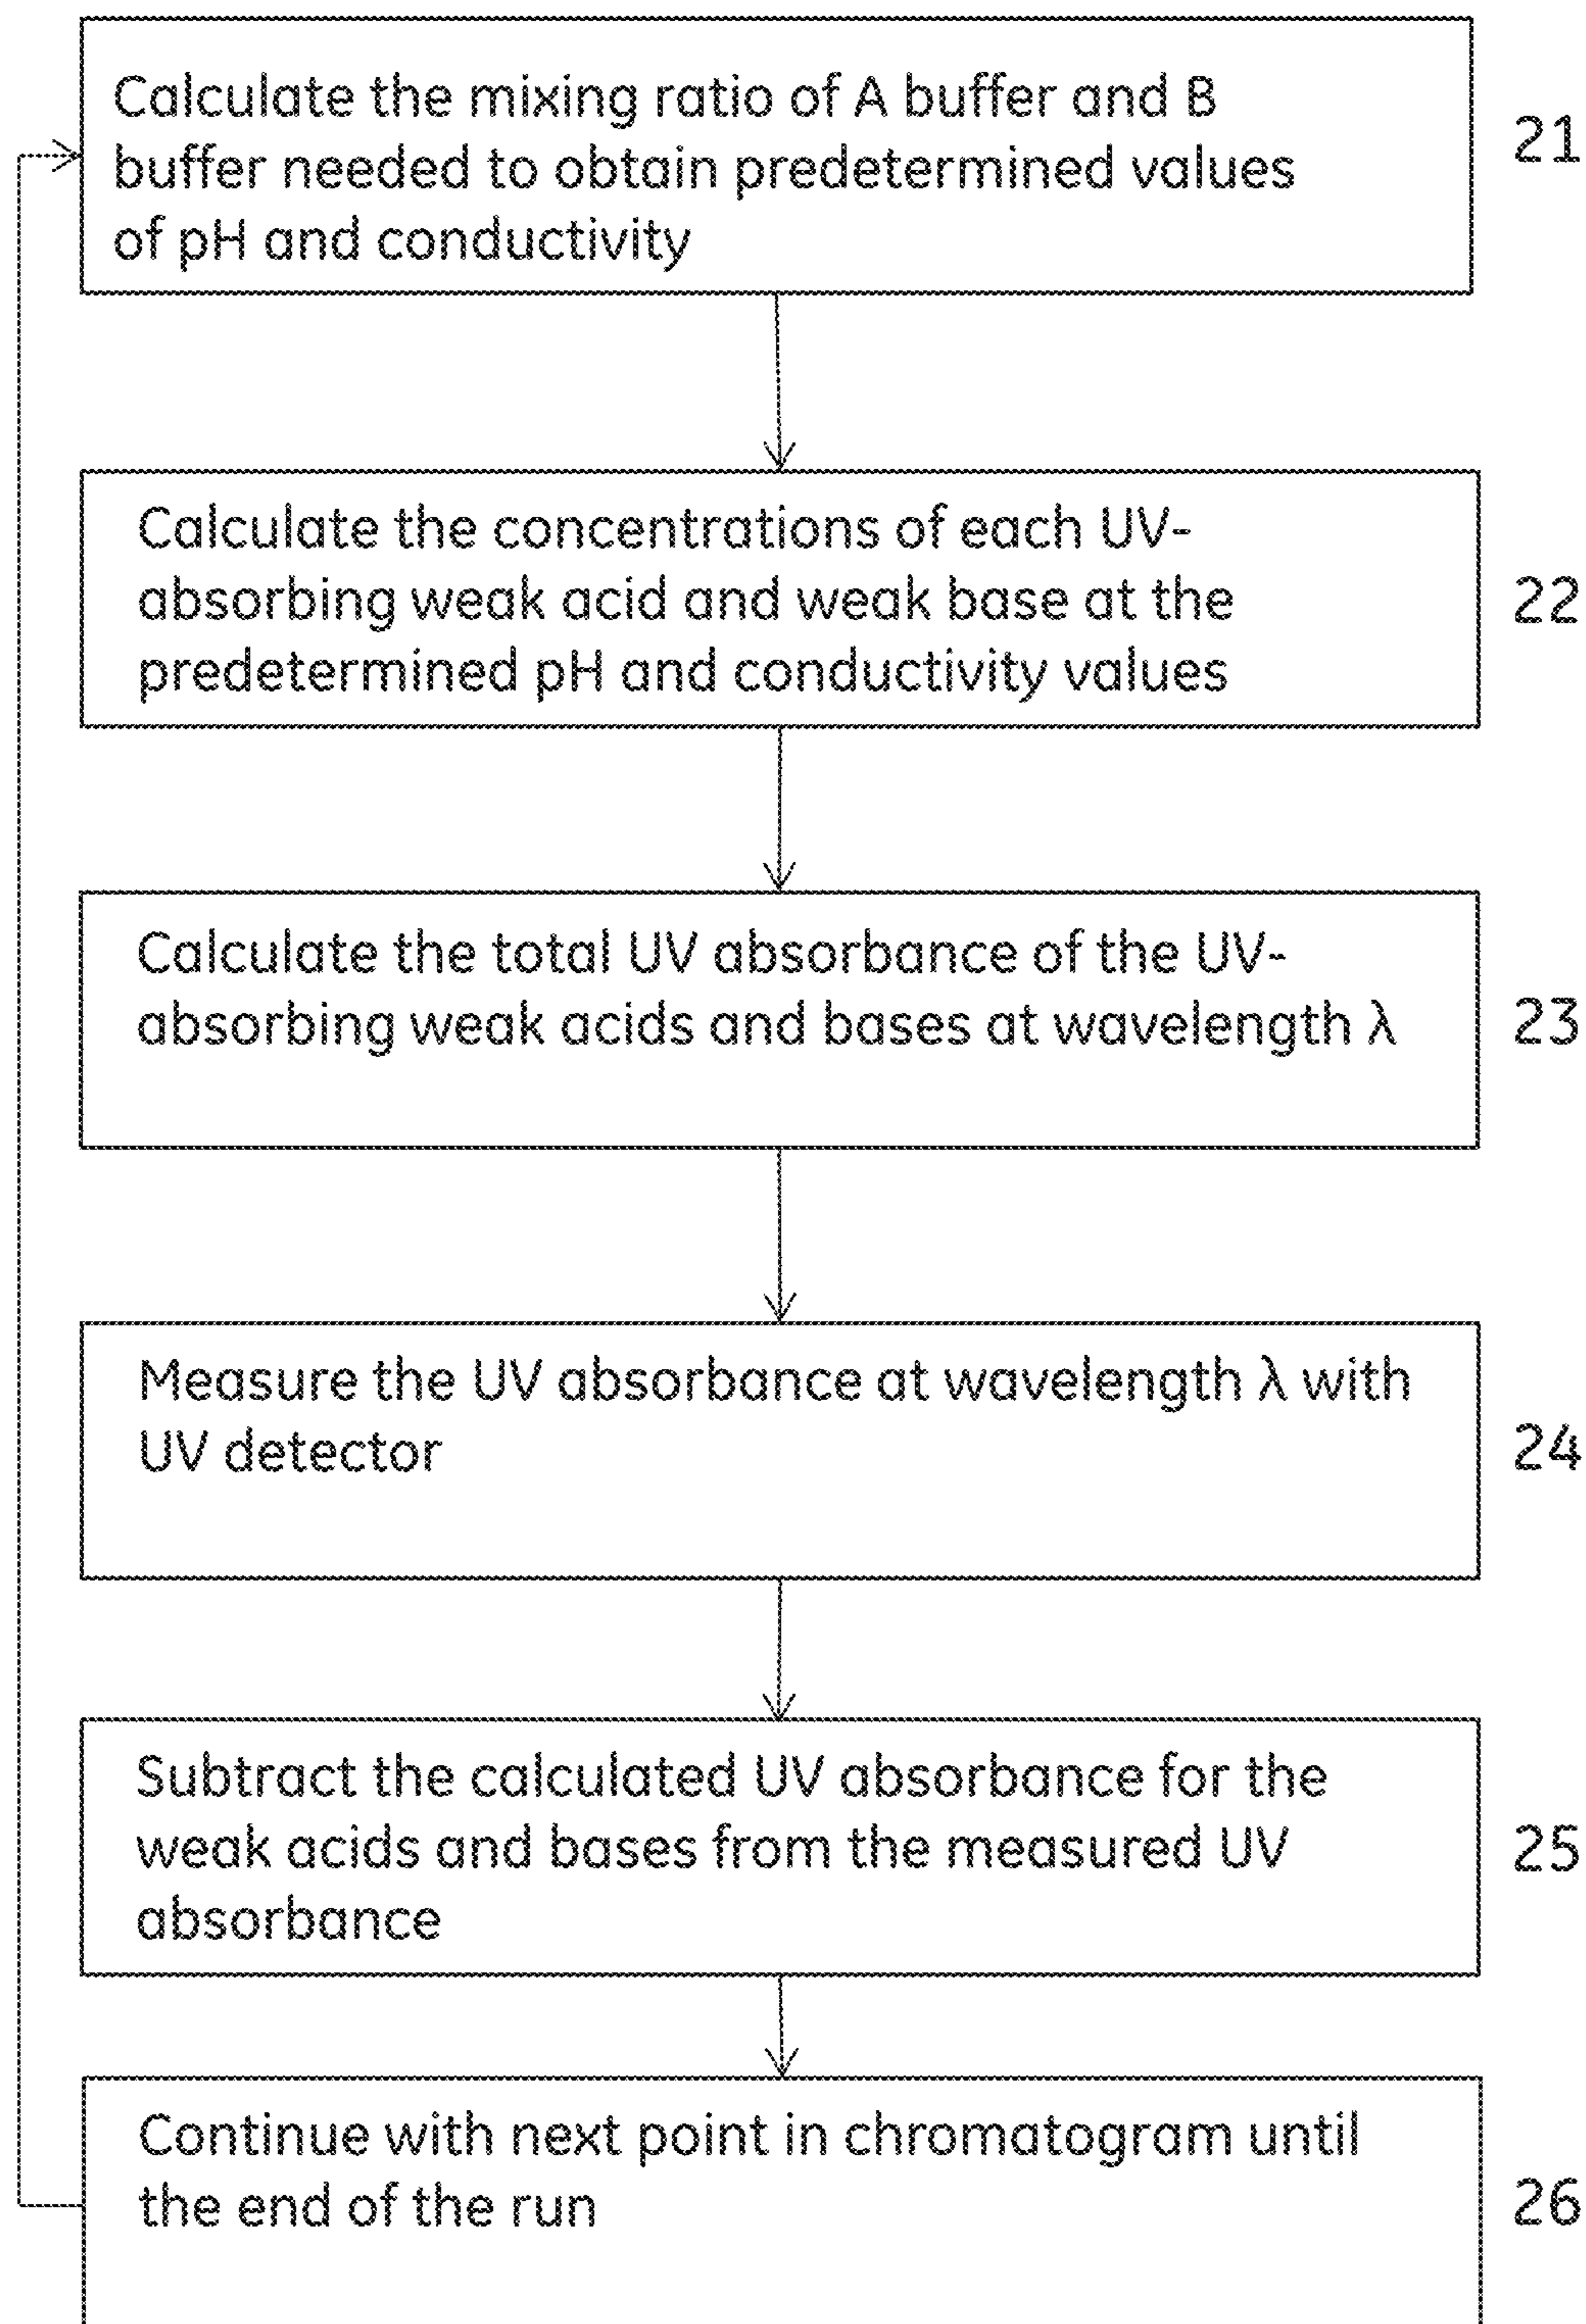 Calculate the mixing ratio of A buffer and B
buffer needed to obtain predetermined values
of pH and conductivity
21
Calculate the concentrations of each UV-
absorbing weak acid and weak base at the
predetermined pH and conductivity values
22
Calculate the total UV absorbance of the UV-
absorbing weak acids and bases at wavelength λ
23
Measure the UV absorbance at wavelength λ with
UV detector
24
Subtract the calculated UV absorbance for the
weak acids and bases from the measured UV
absorbance
25
Continue with next point in chromatogram until
the end of the run
26